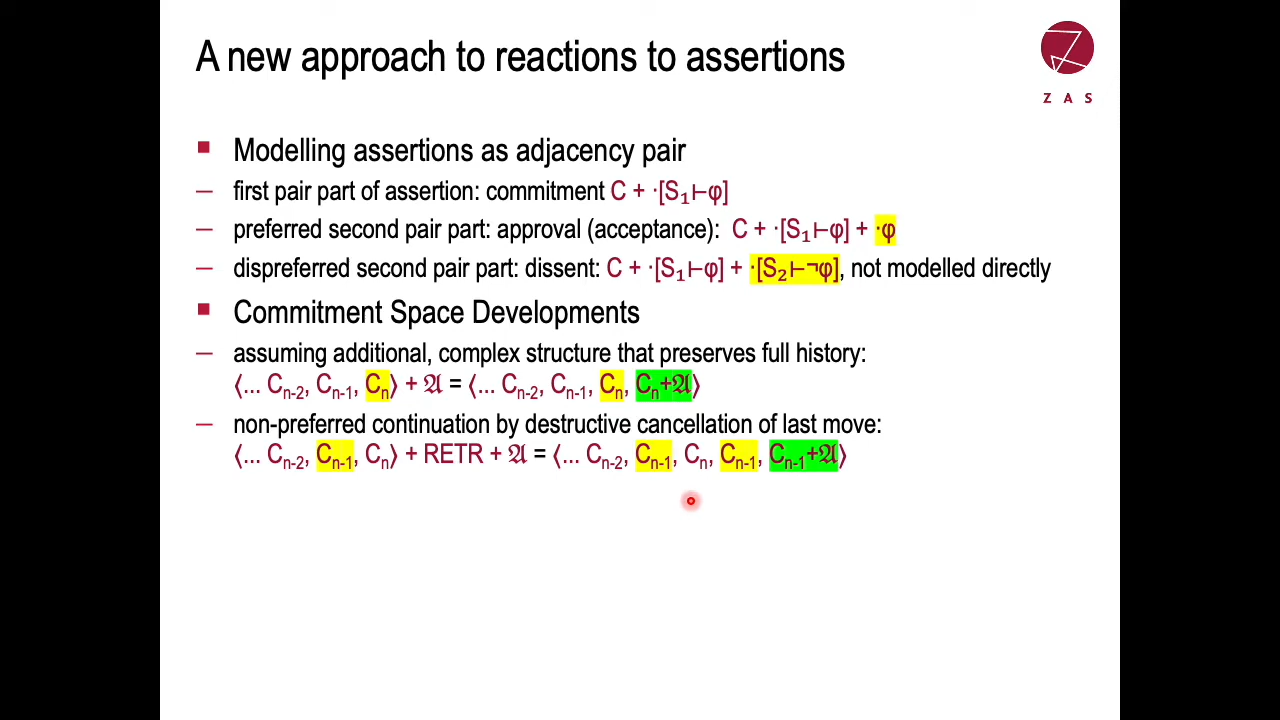 A new approach to reactions to assertions
Z A S
■ Modelling assertions as adjacency pair
— first pair part of assertion: commitment C + ·[S₁⊢φ]
— preferred second pair part: approval (acceptance): C + ·[S₁⊢φ] + ·φ
— dispreferred second pair part: dissent: C + ·[S₁⊢φ] + ·[S₂⊢¬φ], not modelled directly
■ Commitment Space Developments
— assuming additional, complex structure that preserves full history:
⟨... Cn-2, Cn-1, Cn⟩ + 𝔄 = ⟨... Cn-2, Cn-1, Cn, Cn+𝔄⟩
— non-preferred continuation by destructive cancellation of last move:
⟨... Cn-2, Cn-1, Cn⟩ + RETR + 𝔄 = ⟨... Cn-2, Cn-1, Cn, Cn-1, Cn-1+𝔄⟩